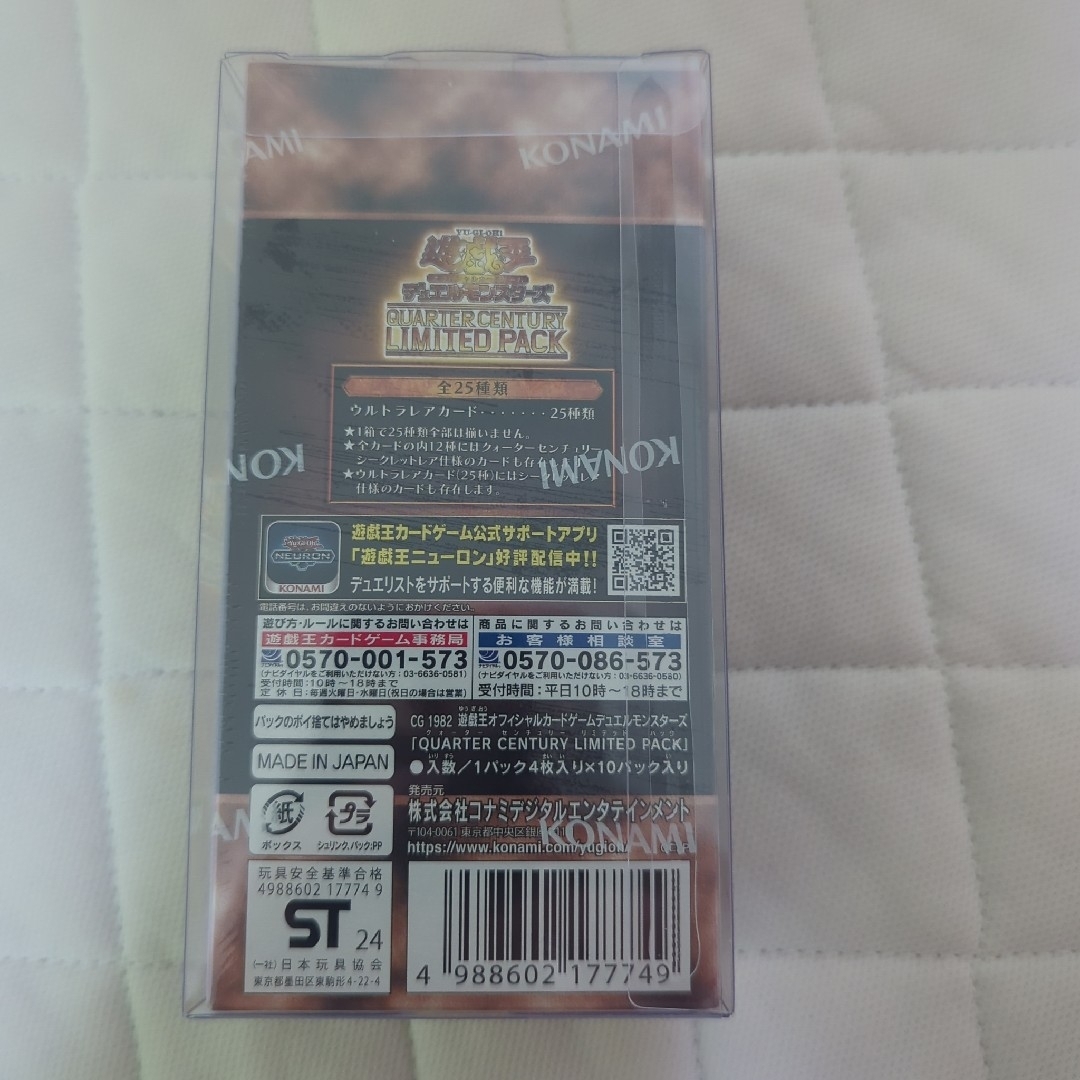 KONAMI
YU-GI-OH!
遊戯王
デュエルモンスターズ
QUARTER CENTURY
LIMITED PACK
全25種類
ウルトラレアカード・・・・・・・25種類
★1箱で25種類全部は揃いません。
★全カードの内12種にはクォーターセンチュリー
シークレットレア仕様のカードも存
★ウルトラレアカード(25種)にはシー
仕様のカードも存在します。
KONAMI
KONAMI
KONAMI
遊戯王カードゲーム公式サポートアプリ
「遊戯王ニューロン」好評配信中!!
デュエリストをサポートする便利な機能が満載!
NEURON
KONAMI
電話番号は、お間違えのないようにおかけください。
遊び方・ルールに関するお問い合わせは
遊戯王カードゲーム事務局
0570-001-573
(ナビダイヤルをご利用いただけない方:03-6636-0581)
受付時間:10時〜18時まで
定休日:毎週火曜日・水曜日(祝日の場合は営業)
商品に関するお問い合わせは
お客様相談室
0570-086-573
(ナビダイヤルをご利用いただけない方:03-6636-0580)
受付時間:平日10時〜18時まで
パックのポイ捨てはやめましょう
MADE IN JAPAN
CG 1982 遊戯王オフィシャルカードゲームデュエルモンスターズ
「QUARTER CENTURY LIMITED PACK」
●入数/1パック4枚入り×10パック入り
紙
ボックス
プラ
シュリンク,パック:PP
発売元
株式会社コナミデジタルエンタテインメント
〒104-0061 東京都中央区銀座
https://www.konami.com/yugioh/
KONAMI
玩具安全基準合格
4988602 17774 9
ST 24
(一社)日本玩具協会
東京都墨田区東駒形4-22-4
4 988602 177749